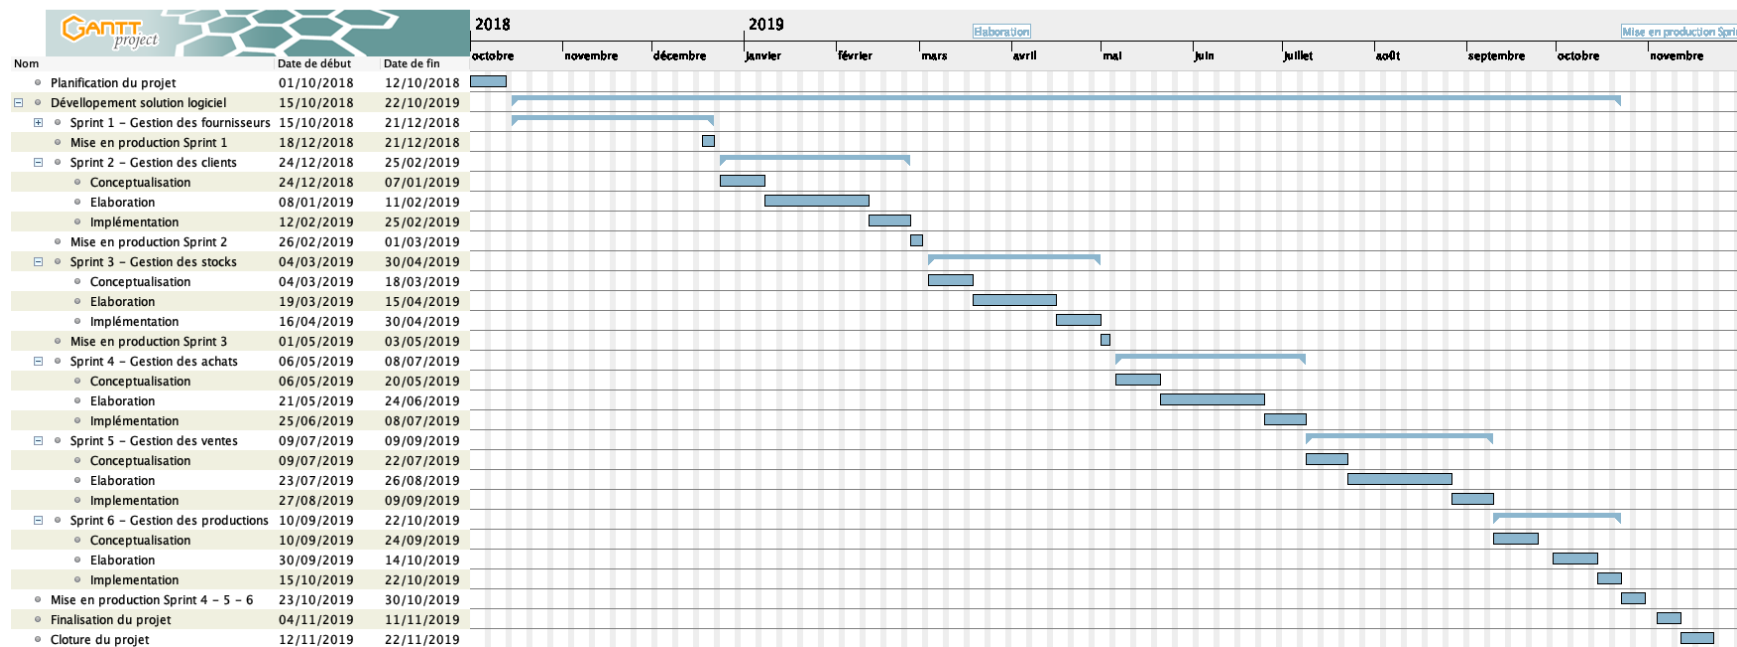 GANTT
project
2018
2019
Elaboration
Mise en production
octobre novembre décembre janvier février mars avril mai juin juillet août septembre octobre novembre
Nom Date de début Date de fin
Planification du projet 01/10/2018 12/10/2018
Dévellopement solution logiciel 15/10/2018 22/10/2019
Sprint 1 - Gestion des fournisseurs 15/10/2018 21/12/2018
Mise en production Sprint 1 18/12/2018 21/12/2018
Sprint 2 - Gestion des clients 24/12/2018 25/02/2019
Conceptualisation 24/12/2018 07/01/2019
Elaboration 08/01/2019 11/02/2019
Implémentation 12/02/2019 25/02/2019
Mise en production Sprint 2 26/02/2019 01/03/2019
Sprint 3 - Gestion des stocks 04/03/2019 30/04/2019
Conceptualisation 04/03/2019 18/03/2019
Elaboration 19/03/2019 15/04/2019
Implémentation 16/04/2019 30/04/2019
Mise en production Sprint 3 01/05/2019 03/05/2019
Sprint 4 - Gestion des achats 06/05/2019 08/07/2019
Conceptualisation 06/05/2019 20/05/2019
Elaboration 21/05/2019 24/06/2019
Implémentation 25/06/2019 08/07/2019
Sprint 5 - Gestion des ventes 09/07/2019 09/09/2019
Conceptualisation 09/07/2019 22/07/2019
Elaboration 23/07/2019 26/08/2019
Implementation 27/08/2019 09/09/2019
Sprint 6 - Gestion des productions 10/09/2019 22/10/2019
Conceptualisation 10/09/2019 24/09/2019
Elaboration 30/09/2019 14/10/2019
Implementation 15/10/2019 22/10/2019
Mise en production Sprint 4 - 5 - 6 23/10/2019 30/10/2019
Finalisation du projet 04/11/2019 11/11/2019
Cloture du projet 12/11/2019 22/11/2019